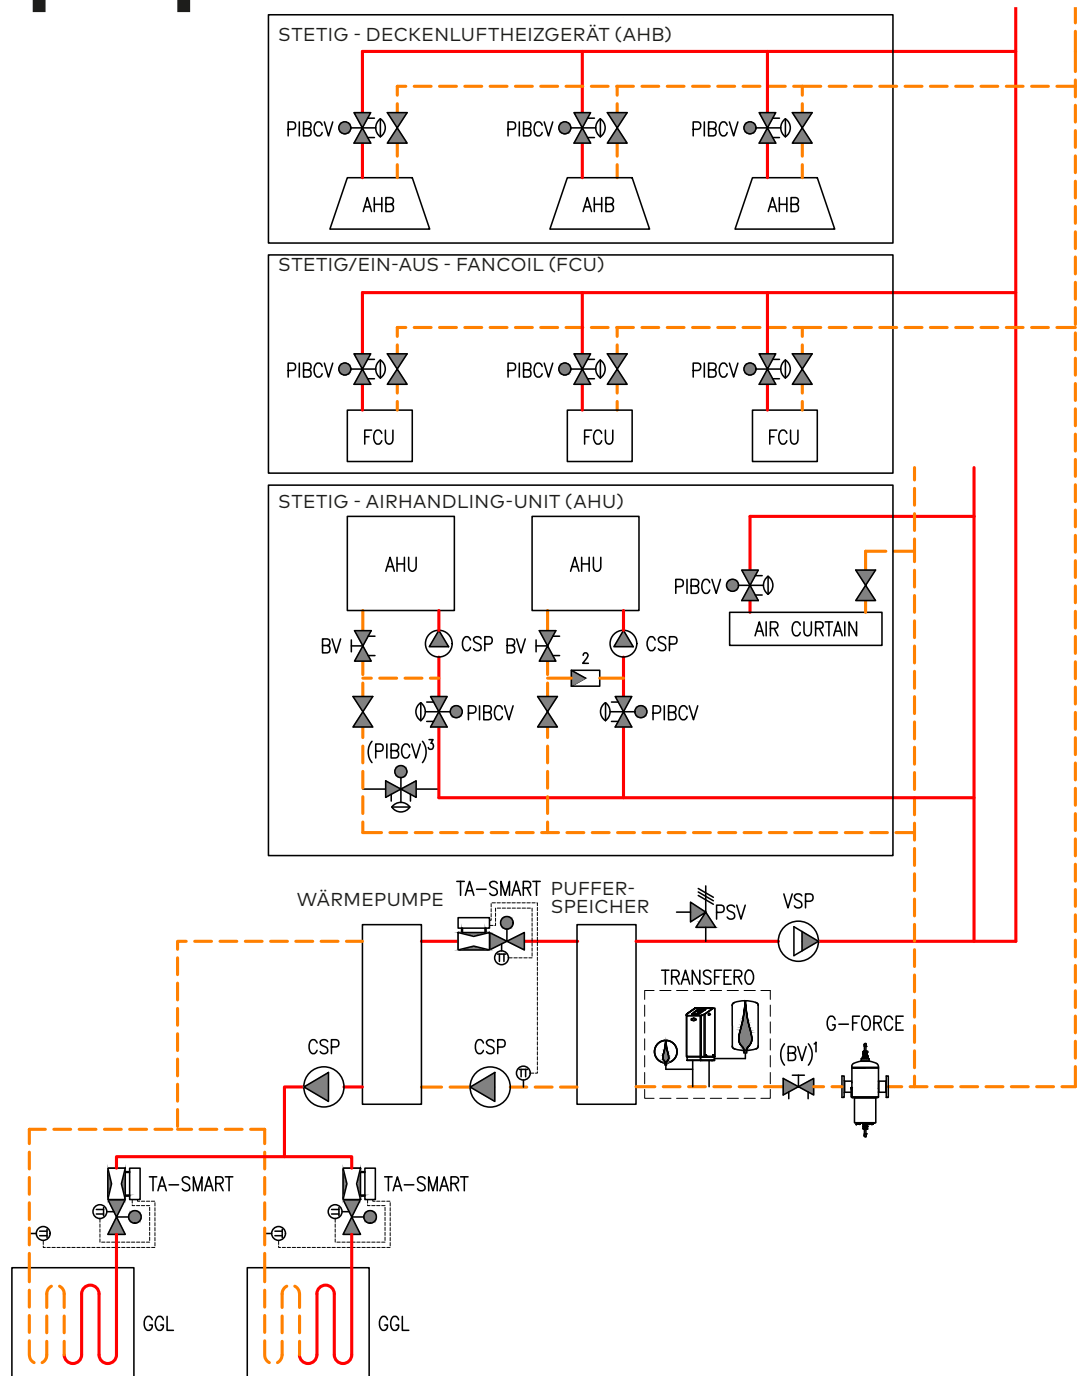 STETIG - DECKENLUFTHEIZGERÄT (AHB)
PIBCV PIBCV PIBCV
AHB AHB AHB
STETIG/EIN-AUS - FANCOIL (FCU)
PIBCV PIBCV PIBCV
FCU FCU FCU
STETIG - AIRHANDLING-UNIT (AHU)
AHU AHU
PIBCV
AIR CURTAIN
BV CSP BV CSP
2
PIBCV PIBCV
(PIBCV)³
WÄRMEPUMPE
TA-SMART
PUFFER-
SPEICHER
PSV
VSP
TRANSFERO
G-FORCE
CSP CSP
(BV)¹
TA-SMART TA-SMART
GGL GGL